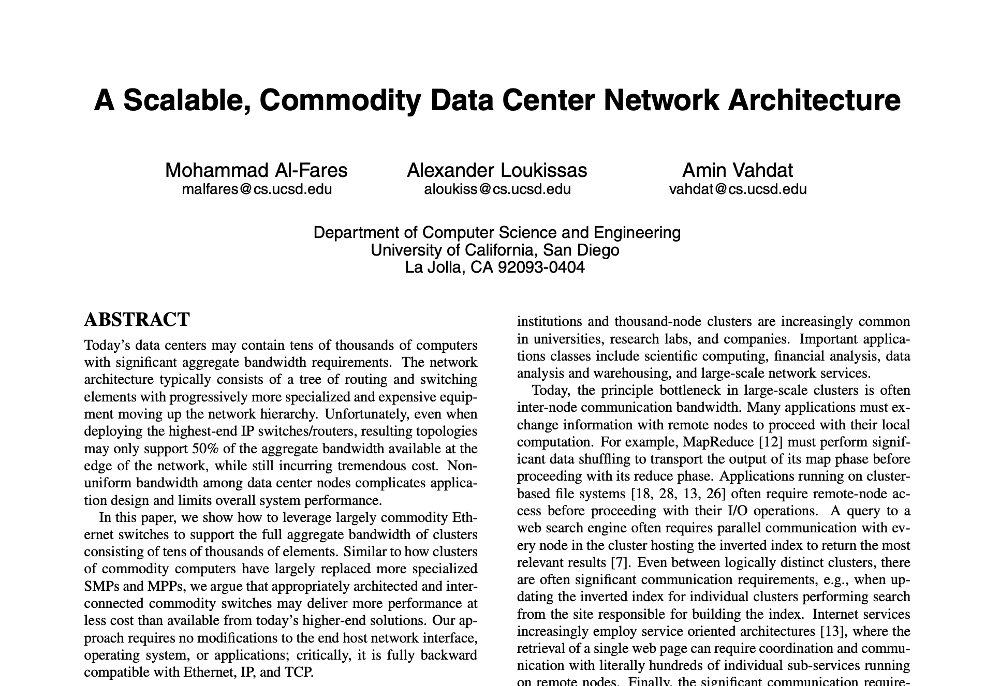 A Scalable, Commodity Data Center Network Architecture
Mohammad Al-Fares
malfares@cs.ucsd.edu
Alexander Loukissas
aloukiss@cs.ucsd.edu
Amin Vahdat
vahdat@cs.ucsd.edu
Department of Computer Science and Engineering
University of California, San Diego
La Jolla, CA 92093-0404
ABSTRACT
Today's data centers may contain tens of thousands of computers
with significant aggregate bandwidth requirements. The network
architecture typically consists of a tree of routing and switching
elements with progressively more specialized and expensive equip-
ment moving up the network hierarchy. Unfortunately, even when
deploying the highest-end IP switches/routers, resulting topologies
may only support 50% of the aggregate bandwidth available at the
edge of the network, while still incurring tremendous cost. Non-
uniform bandwidth among data center nodes complicates applica-
tion design and limits overall system performance.
In this paper, we show how to leverage largely commodity Eth-
ernet switches to support the full aggregate bandwidth of clusters
consisting of tens of thousands of elements. Similar to how clusters
of commodity computers have largely replaced more specialized
SMPs and MPPs, we argue that appropriately architected and inter-
connected commodity switches may deliver more performance at
less cost than available from today's higher-end solutions. Our ap-
proach requires no modifications to the end host network interface,
operating system, or applications; critically, it is fully backward
compatible with Ethernet, IP, and TCP.
institutions and thousand-node clusters are increasingly common
in universities, research labs, and companies. Important applica-
tions classes include scientific computing, financial analysis, data
analysis and warehousing, and large-scale network services.
Today, the principle bottleneck in large-scale clusters is often
inter-node communication bandwidth. Many applications must ex-
change information with remote nodes to proceed with their local
computation. For example, MapReduce [12] must perform signif-
icant data shuffling to transport the output of its map phase before
proceeding with its reduce phase. Applications running on cluster-
based file systems [18, 28, 13, 26] often require remote-node ac-
cess before proceeding with their I/O operations. A query to a
web search engine often requires parallel communication with ev-
ery node in the cluster hosting the inverted index to return the most
relevant results [7]. Even between logically distinct clusters, there
are often significant communication requirements, e.g., when up-
dating the inverted index for individual clusters performing search
from the site responsible for building the index. Internet services
increasingly employ service oriented architectures [13], where the
retrieval of a single web page can require coordination and commu-
nication with literally hundreds of individual sub-services running
on remote nodes. Finally, the significant communication require-